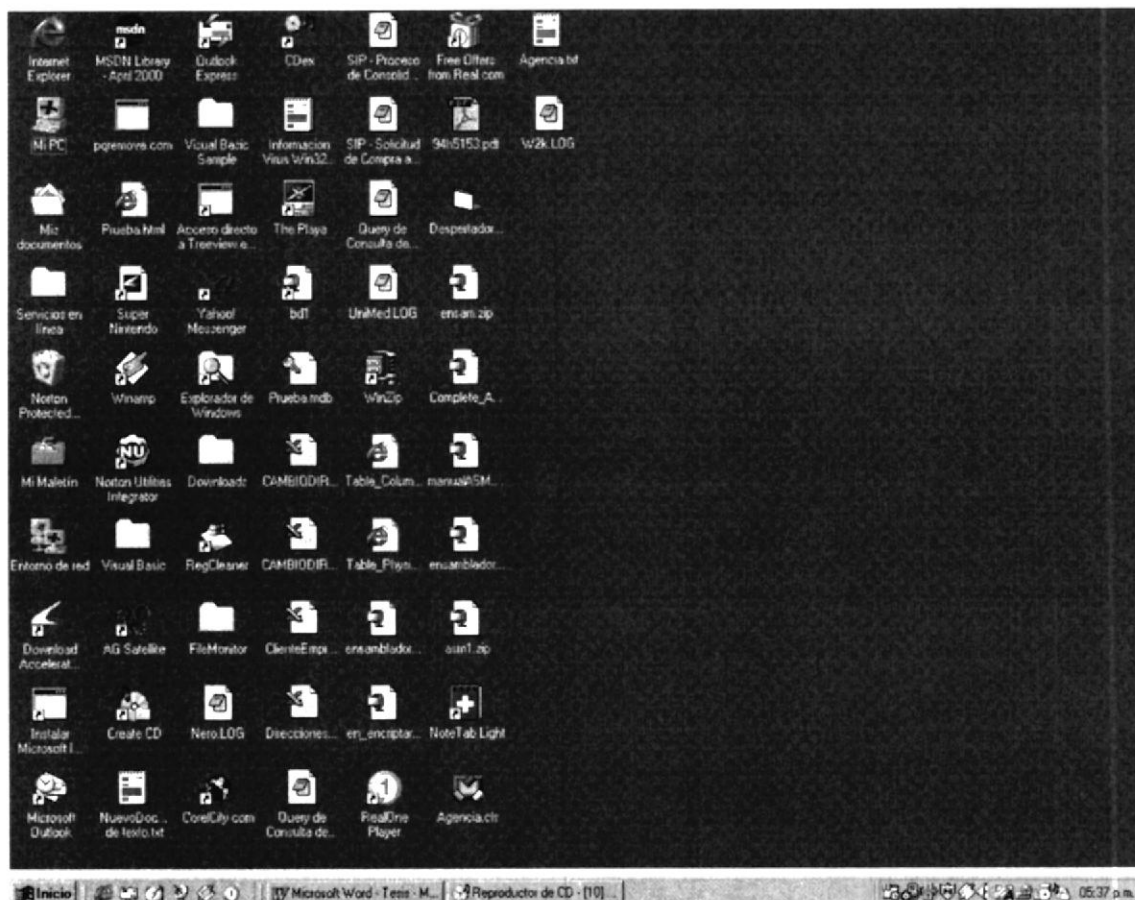 msdn
Internet Explorer
MSDN Library - April 2000
Outlook Express
CDex
SIP - Proceso de Consolid...
Free Offers from Real.com
Agencia.txt
Mi PC
pqremove.com
Visual Basic Sample
Informacion Virus Win32...
SIP - Solicitud de Compra a...
94h5153.pdf
W2k.LOG
Mis documentos
Prueba.html
Acceso directo a Treeview e...
The Playa
Query de Consulta de...
Despertador...
Servicios en línea
Super Nintendo
Yahoo! Messenger
bd1
UniMed.LOG
ensam.zip
Norton Protected...
Winamp
Explorador de Windows
Prueba.mdb
WinZip
Complete_A...
NU
Mi Maletín
Norton Utilities Integrator
Downloads
CAMBIODIR...
Table_Colum...
manualASM...
Entorno de red
Visual Basic
RegCleaner
CAMBIODIR...
Table_Physi...
ensamblador...
Download Accelerat...
AG Satellite
FileMonitor
ClienteEmpr...
ensamblador...
asm1.zip
Instalar Microsoft I...
Create CD
Nero.LOG
Direcciones...
en_encriptar...
NoteTab Light
1
Microsoft Outlook
NuevoDoc... de texto.txt
CorelCity.com
Query de Consulta de...
RealOne Player
Agencia.ctr
Inicio
Microsoft Word - Tesis - M...
Reproductor de CD - [10]...
05:37 p.m.